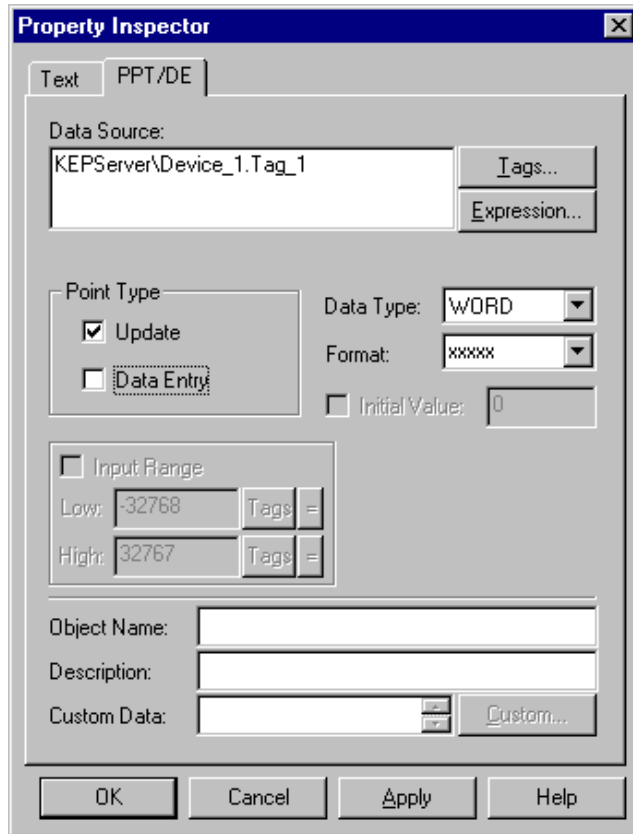 Property Inspector
Text PPT/DE
Data Source:
KEPServer\Device_1.Tag_1
Tags...
Expression...
Point Type
Update
Data Entry
Data Type: WORD
Format: xxxxx
Initial Value: 0
Input Range
Low: -32768 Tags =
High: 32767 Tags =
Object Name:
Description:
Custom Data: Custom...
OK Cancel Apply Help